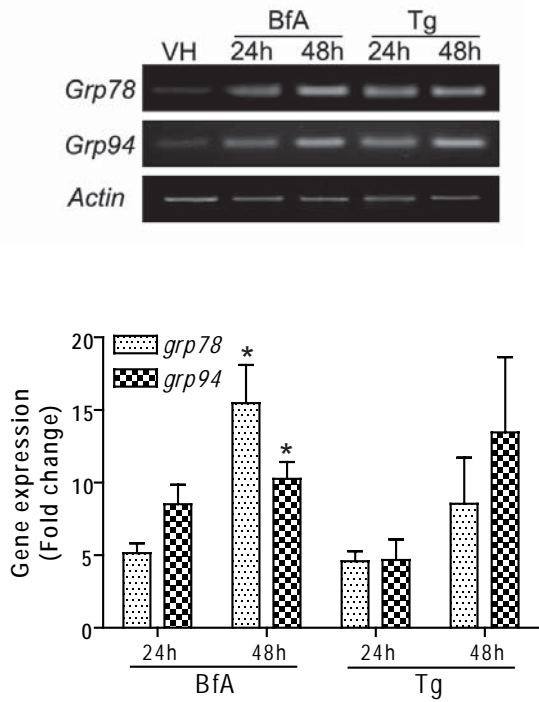 BfA Tg
VH 24h 48h 24h 48h
Grp78
Grp94
Actin
Gene expression
(Fold change)
20
15
10
5
0
grp78
grp94
*
*
24h 48h 24h 48h
BfA Tg